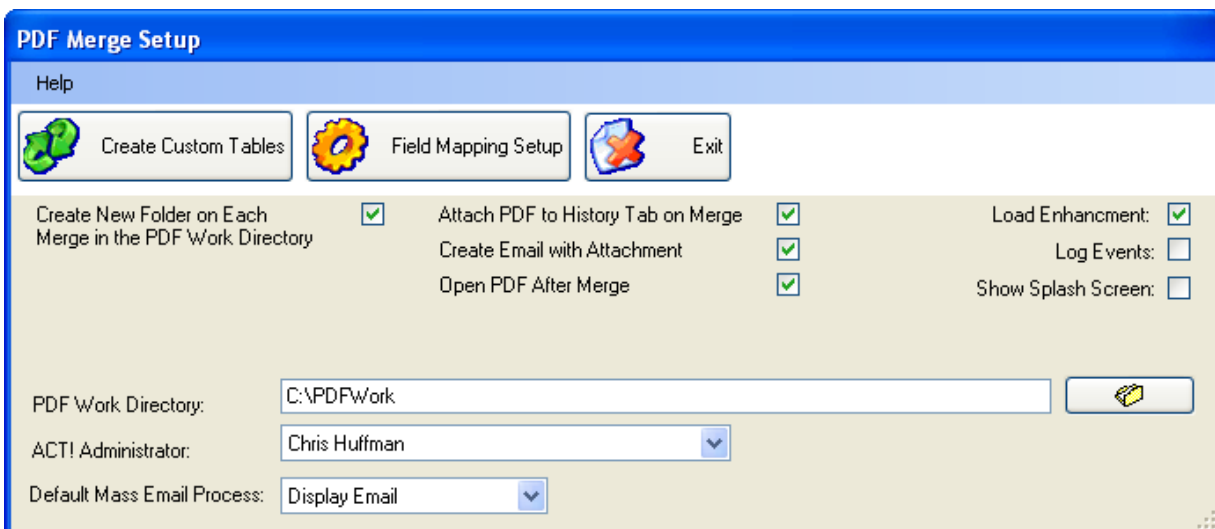 PDF Merge Setup
Help
Create Custom Tables
Field Mapping Setup
Exit
Create New Folder on Each
Merge in the PDF Work Directory
Attach PDF to History Tab on Merge
Create Email with Attachment
Open PDF After Merge
Load Enhancment:
Log Events:
Show Splash Screen:
PDF Work Directory: C:\PDFWork
ACT! Administrator: Chris Huffman
Default Mass Email Process: Display Email